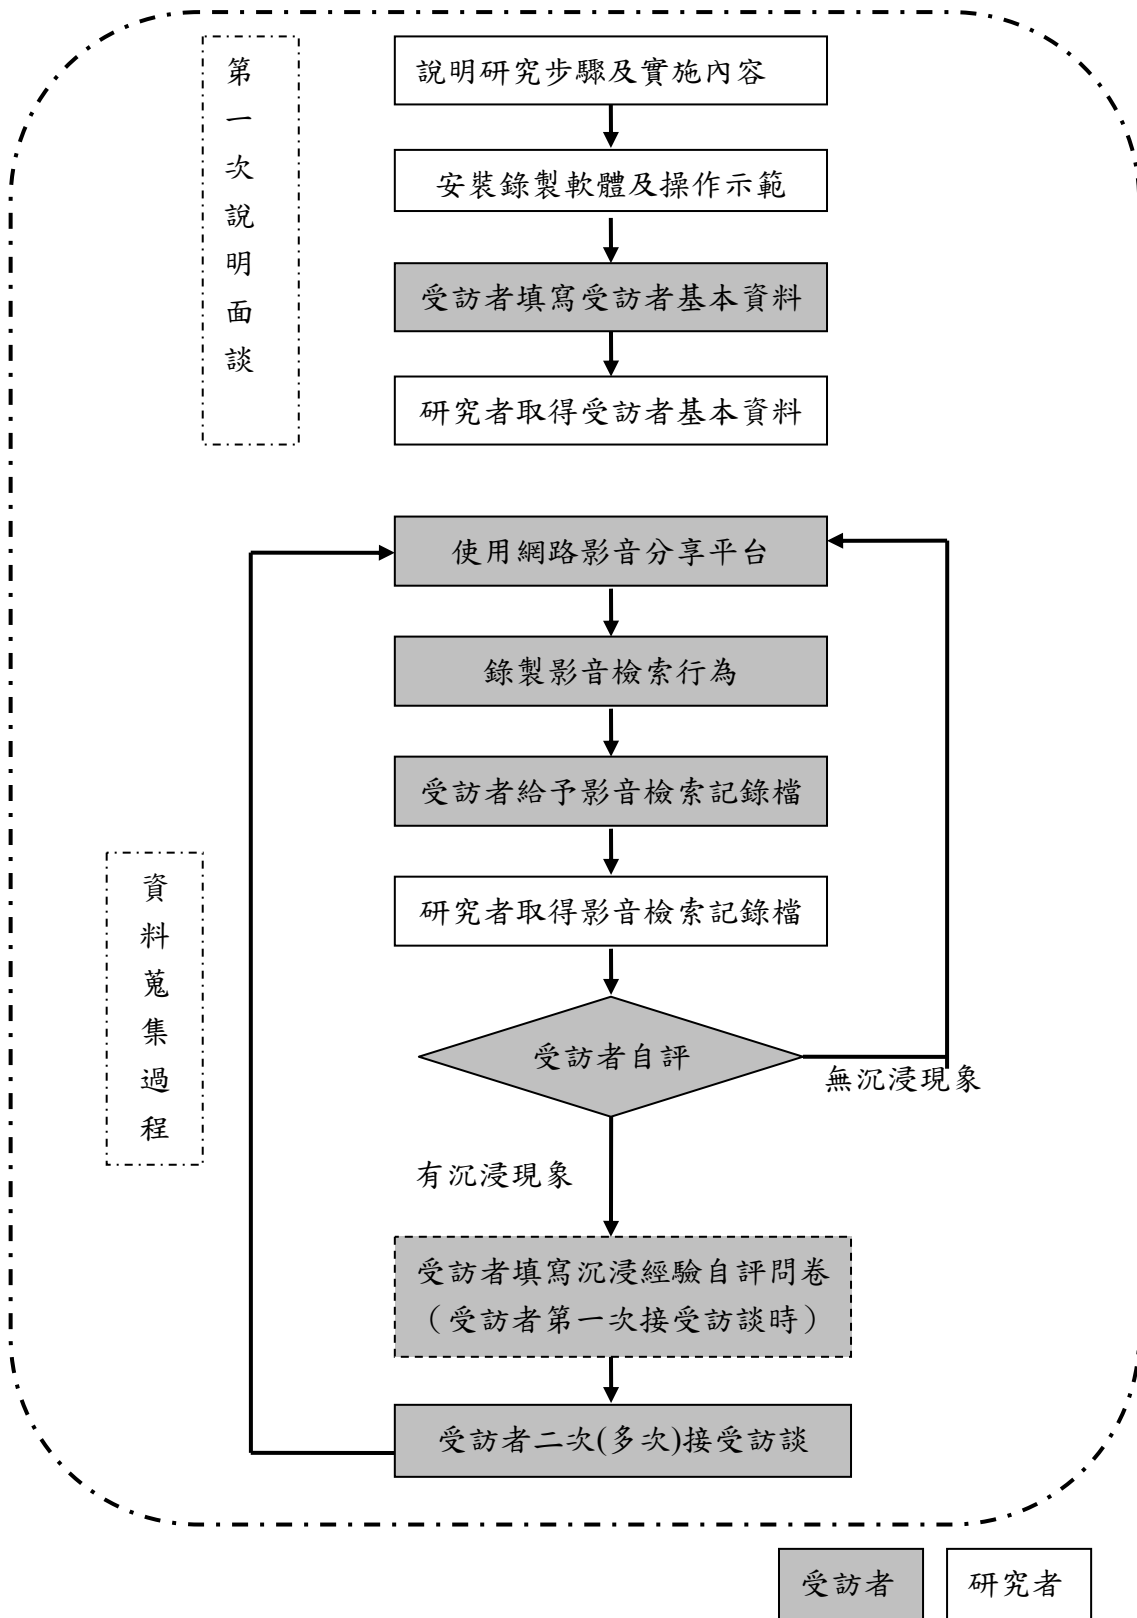 第一次說明面談
說明研究步驟及實施內容
安裝錄製軟體及操作示範
受訪者填寫受訪者基本資料
研究者取得受訪者基本資料
資料蒐集過程
使用網路影音分享平台
錄製影音檢索行為
受訪者給予影音檢索記錄檔
研究者取得影音檢索記錄檔
受訪者自評
無沉浸現象
有沉浸現象
受訪者填寫沉浸經驗自評問卷
（受訪者第一次接受訪談時）
受訪者二次(多次)接受訪談
受訪者
研究者